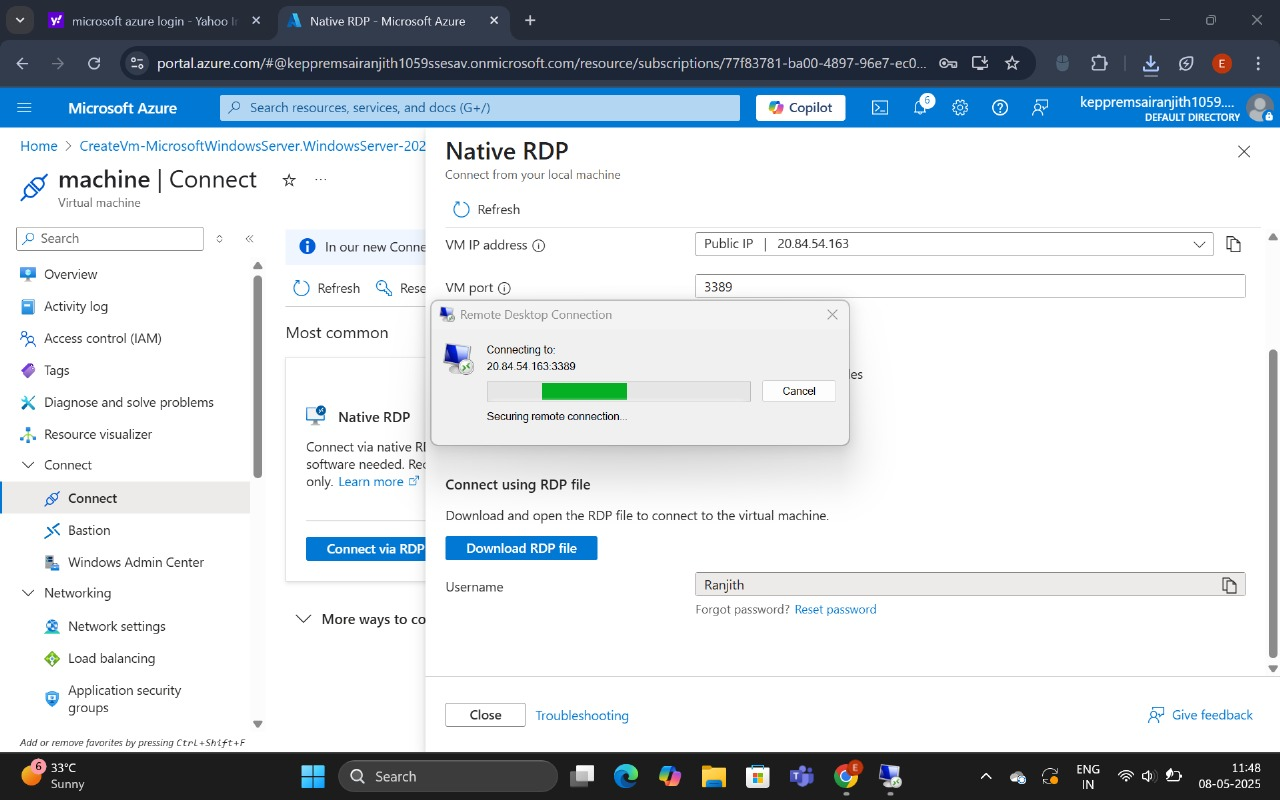 microsoft azure login - Yahoo I
Native RDP - Microsoft Azure
portal.azure.com/#@keppremsairanjith1059ssesav.onmicrosoft.com/resource/subscriptions/77f83781-ba00-4897-96e7-ec0...
E
Microsoft Azure
Search resources, services, and docs (G+/)
Copilot
6
keppremsairanjith1059....
DEFAULT DIRECTORY
Home > CreateVm-MicrosoftWindowsServer.WindowsServer-202
machine | Connect
Virtual machine
Search
Overview
Activity log
Access control (IAM)
Tags
Diagnose and solve problems
Resource visualizer
Connect
Connect
Bastion
Windows Admin Center
Networking
Network settings
Load balancing
Application security
groups
Add or remove favorites by pressing Ctrl+Shift+F
In our new Conne
Refresh
Rese
Most common
Native RDP
Connect via native RI
software needed. Rec
only. Learn more
Connect via RDP
More ways to co
Native RDP
Connect from your local machine
Refresh
VM IP address
Public IP | 20.84.54.163
VM port
3389
Remote Desktop Connection
Connecting to:
20.84.54.163:3389
Cancel
Securing remote connection...
les
Connect using RDP file
Download and open the RDP file to connect to the virtual machine.
Download RDP file
Username
Ranjith
Forgot password? Reset password
Close
Troubleshooting
Give feedback
6
33°C
Sunny
Search
E
ENG
IN
11:48
08-05-2025